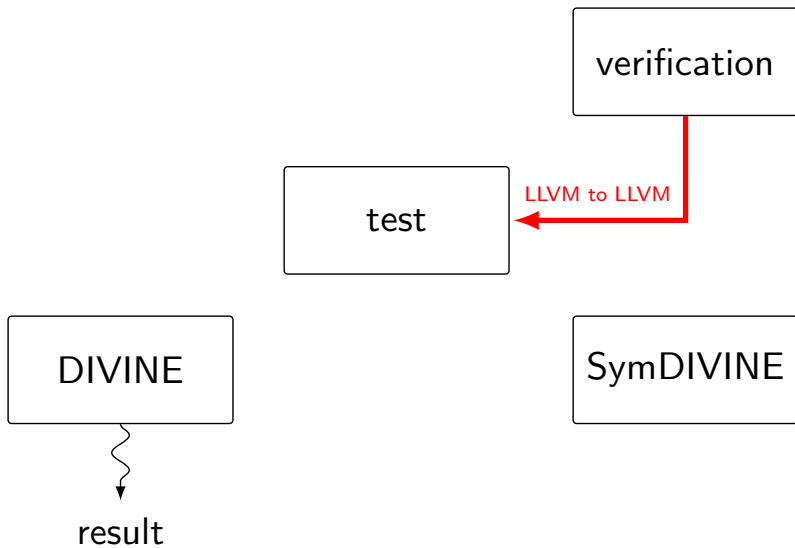 verification
LLVM to LLVM
test
DIVINE
SymDIVINE
result